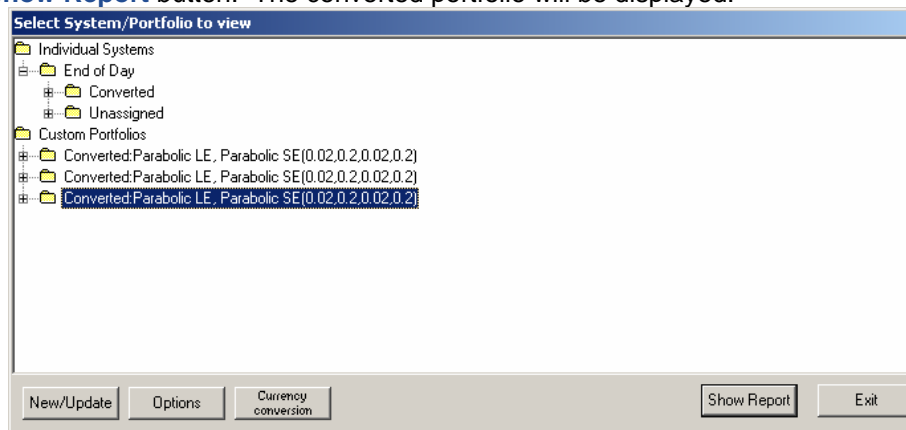 Report button. The converted portfolio will be displayed.
Select System/Portfolio to view
Individual Systems
End of Day
Converted
Unassigned
Custom Portfolios
Converted:Parabolic LE, Parabolic SE(0.02,0.2,0.02,0.2)
Converted:Parabolic LE, Parabolic SE(0.02,0.2,0.02,0.2)
Converted:Parabolic LE, Parabolic SE(0.02,0.2,0.02,0.2)
New/Update Options Currency conversion Show Report Exit